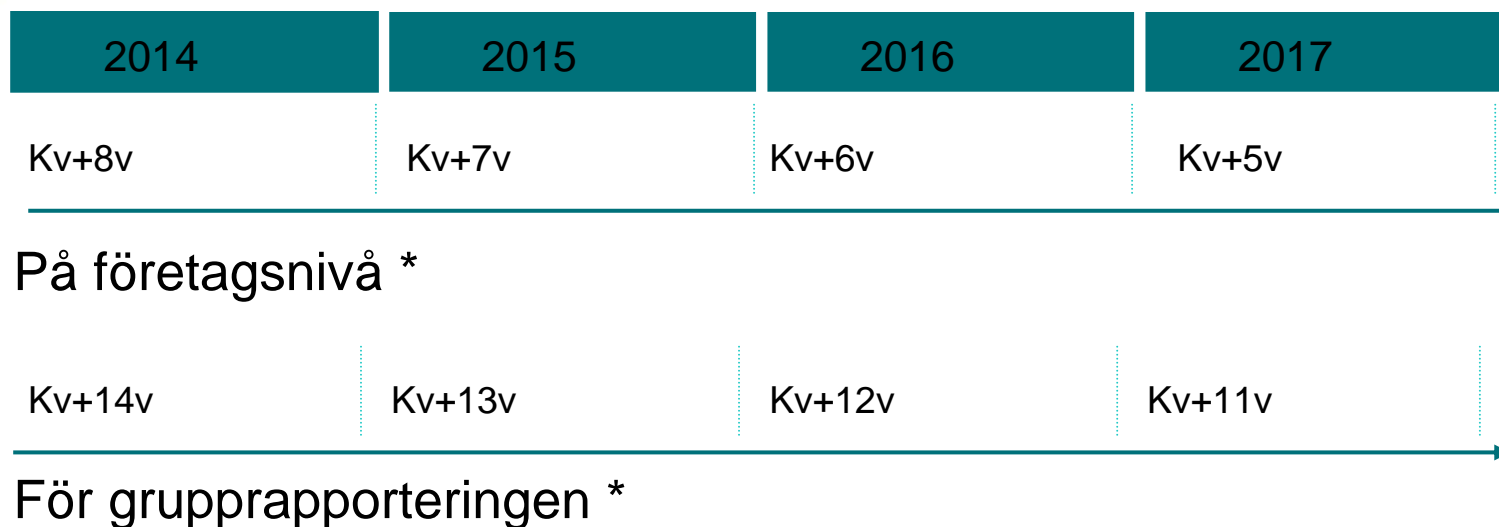 2014 2015 2016 2017
Kv+8v Kv+7v Kv+6v Kv+5v
På företagsnivå *
Kv+14v Kv+13v Kv+12v Kv+11v
För grupprapporteringen *